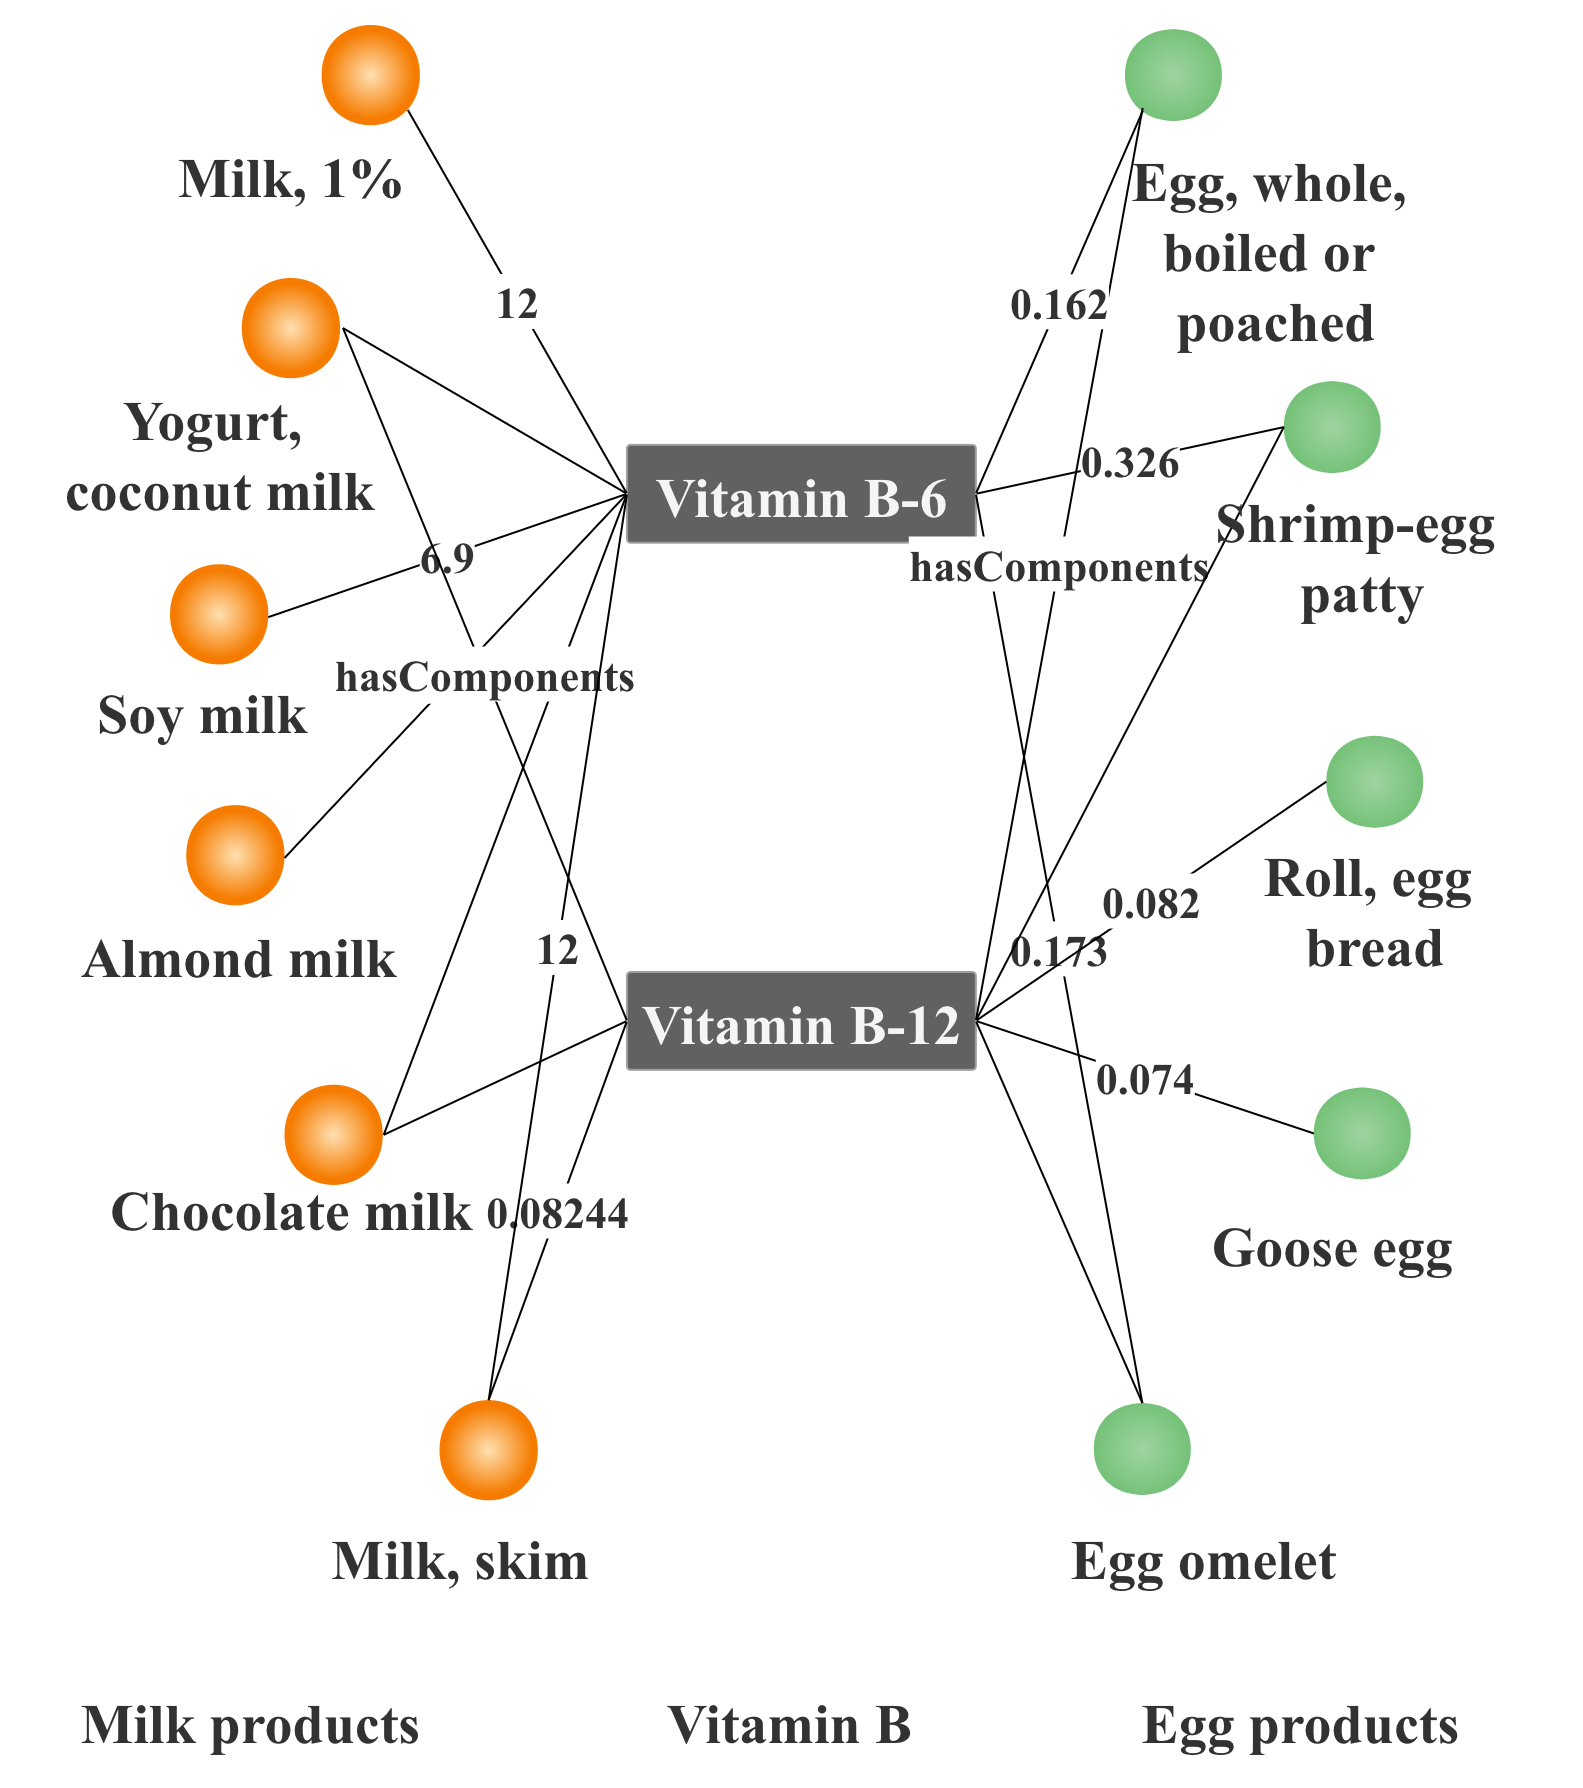 Milk, 1%
Egg, whole,
boiled or
poached
12
0.162
Yogurt,
coconut milk
0.326
Vitamin B-6
Shrimp-egg
patty
6.9
hasComponents
Soy milk
hasComponents
Almond milk
Roll, egg
bread
0.082
12
0.173
Vitamin B-12
0.074
Chocolate milk
0.08244
Goose egg
Milk, skim
Egg omelet
Milk products
Vitamin B
Egg products